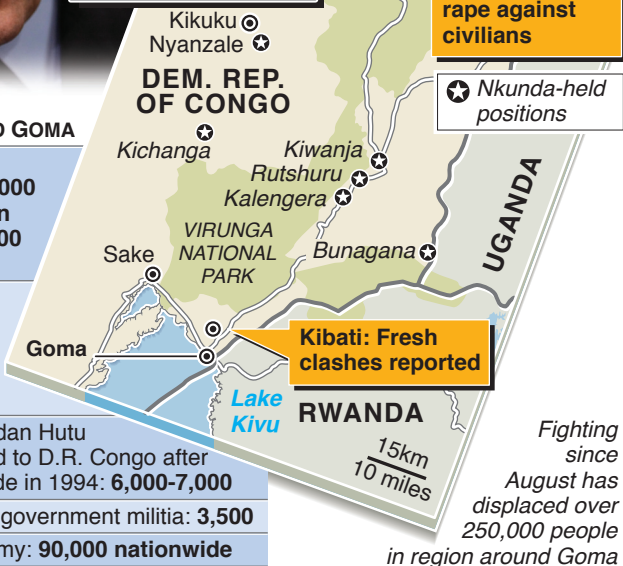 rape against
civilians
Kikuku
Nyanzale
DEM. REP.
OF CONGO
Nkunda-held
positions
GOMA
Kichanga
Kiwanja
Rutshuru
Kalengera
000
00
VIRUNGA
NATIONAL
PARK
Bunagana
UGANDA
Sake
Goma
Kibati: Fresh
clashes reported
Lake
Kivu
RWANDA
15km
10 miles
dan Hutu
d to D.R. Congo after
de in 1994: 6,000-7,000
government militia: 3,500
my: 90,000 nationwide
Fighting
since
August has
displaced over
250,000 people
in region around Goma